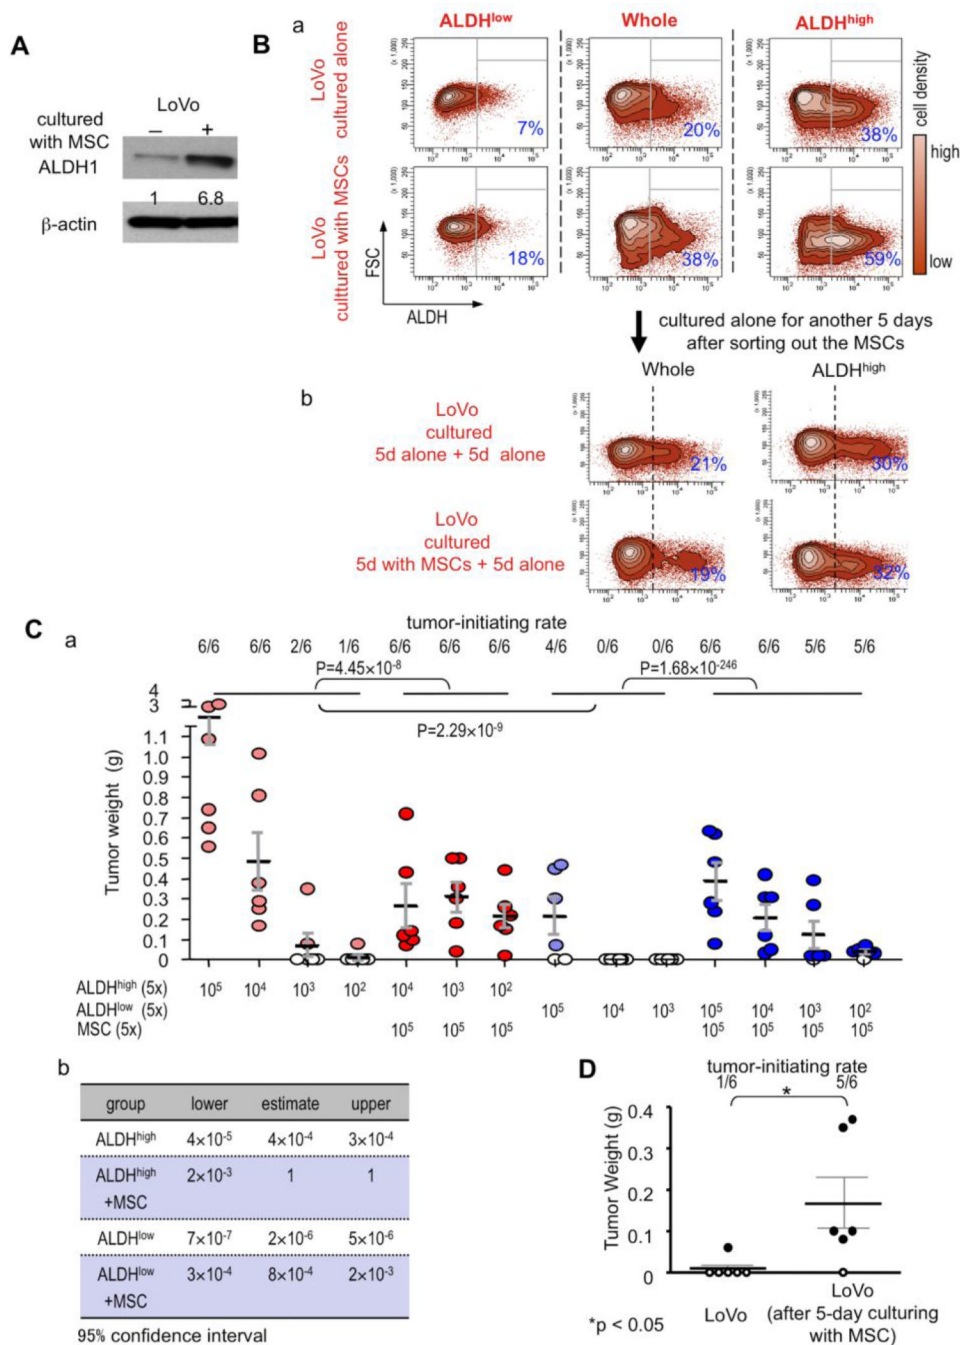 A
LoVo
cultured
with MSC
– +
ALDH1
1 6.8
β-actin
B
a
ALDHlow Whole ALDHhigh
LoVo
cultured alone
7% 20% 38%
LoVo
culttured with MSCs
18% 38% 59%
FSC
ALDH
cell density
high
low
cultured alone for another 5 days
after sorting out the MSCs
b
Whole ALDHhigh
LoVo
cultured
5d alone + 5d alone
21% 30%
LoVo
cultured
5d with MSCs + 5d alone
19% 32%
C
a
tumor-initiating rate
6/6 6/6 2/6 1/6 6/6 6/6 6/6 4/6 0/6 0/6 6/6 6/6 5/6 5/6
P=4.45×10-8 P=1.68×10-246
P=2.29×10-9
Tumor weight (g)
4
3
1.1
1.0
0.9
0.8
0.7
0.6
0.5
0.4
0.3
0.2
0.1
0
ALDHhigh (5x) 105 104 103 102 104 103 102
ALDHlow (5x) 105 104 103 105 104 103 102
MSC (5x) 105 105 105 105 105 105 105
b
group lower estimate upper
ALDHhigh 4×10-5 4×10-4 3×10-4
ALDHhigh
+MSC 2×10-3 1 1
ALDHlow 7×10-7 2×10-6 5×10-6
ALDHlow
+MSC 3×10-4 8×10-4 2×10-3
95% confidence interval
D
tumor-initiating rate
1/6 5/6
*
Tumor Weight (g)
0.4
0.3
0.2
0.1
0
LoVo
LoVo
(after 5-day culturing
with MSC)
*p < 0.05